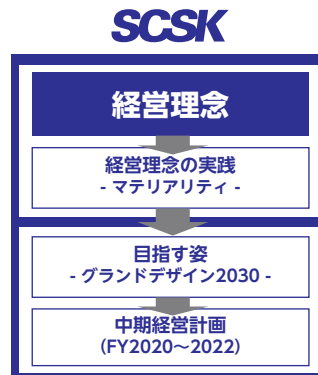 SCSK
経営理念
経営理念の実践
- マテリアリティ -
目指す姿
- グランドデザイン2030 -
中期経営計画
(FY2020～2022)